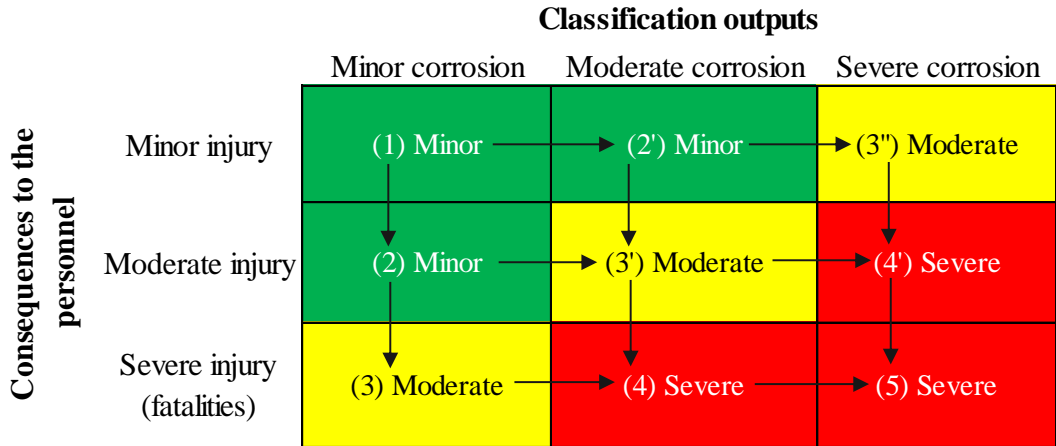 Classification outputs
Minor corrosion Moderate corrosion Severe corrosion
Consequences to the
personnel
Minor injury (1) Minor (2') Minor (3'') Moderate
Moderate injury (2) Minor (3') Moderate (4') Severe
Severe injury
(fatalities)
(3) Moderate (4) Severe (5) Severe